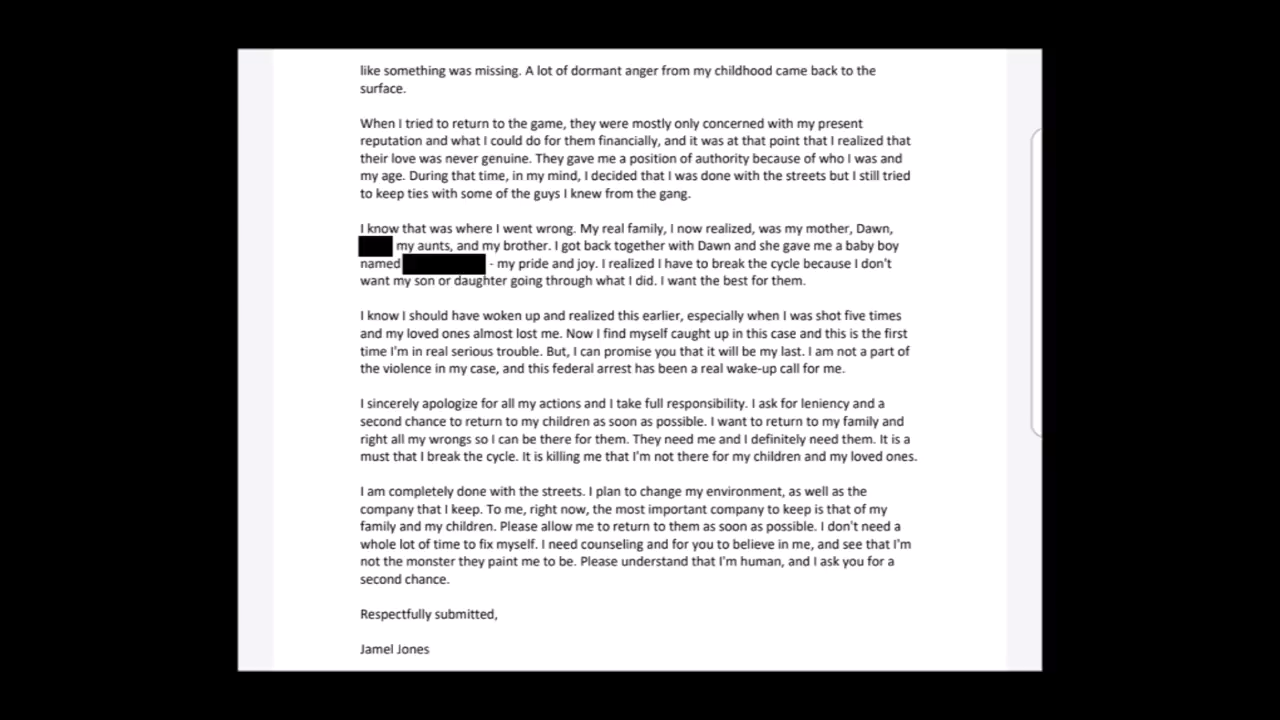 like something was missing. A lot of dormant anger from my childhood came back to the
surface.
When I tried to return to the game, they were mostly only concerned with my present
reputation and what I could do for them financially, and it was at that point that I realized that
their love was never genuine. They gave me a position of authority because of who I was and
my age. During that time, in my mind, I decided that I was done with the streets but I still tried
to keep ties with some of the guys I knew from the gang.
I know that was where I went wrong. My real family, I now realized, was my mother, Dawn,
my aunts, and my brother. I got back together with Dawn and she gave me a baby boy
named - my pride and joy. I realized I have to break the cycle because I don't
want my son or daughter going through what I did. I want the best for them.
I know I should have woken up and realized this earlier, especially when I was shot five times
and my loved ones almost lost me. Now I find myself caught up in this case and this is the first
time I'm in real serious trouble. But, I can promise you that it will be my last. I am not a part of
the violence in my case, and this federal arrest has been a real wake-up call for me.
I sincerely apologize for all my actions and I take full responsibility. I ask for leniency and a
second chance to return to my children as soon as possible. I want to return to my family and
right all my wrongs so I can be there for them. They need me and I definitely need them. It is a
must that I break the cycle. It is killing me that I'm not there for my children and my loved ones.
I am completely done with the streets. I plan to change my environment, as well as the
company that I keep. To me, right now, the most important company to keep is that of my
family and my children. Please allow me to return to them as soon as possible. I don't need a
whole lot of time to fix myself. I need counseling and for you to believe in me, and see that I'm
not the monster they paint me to be. Please understand that I'm human, and I ask you for a
second chance.
Respectfully submitted,
Jamel Jones